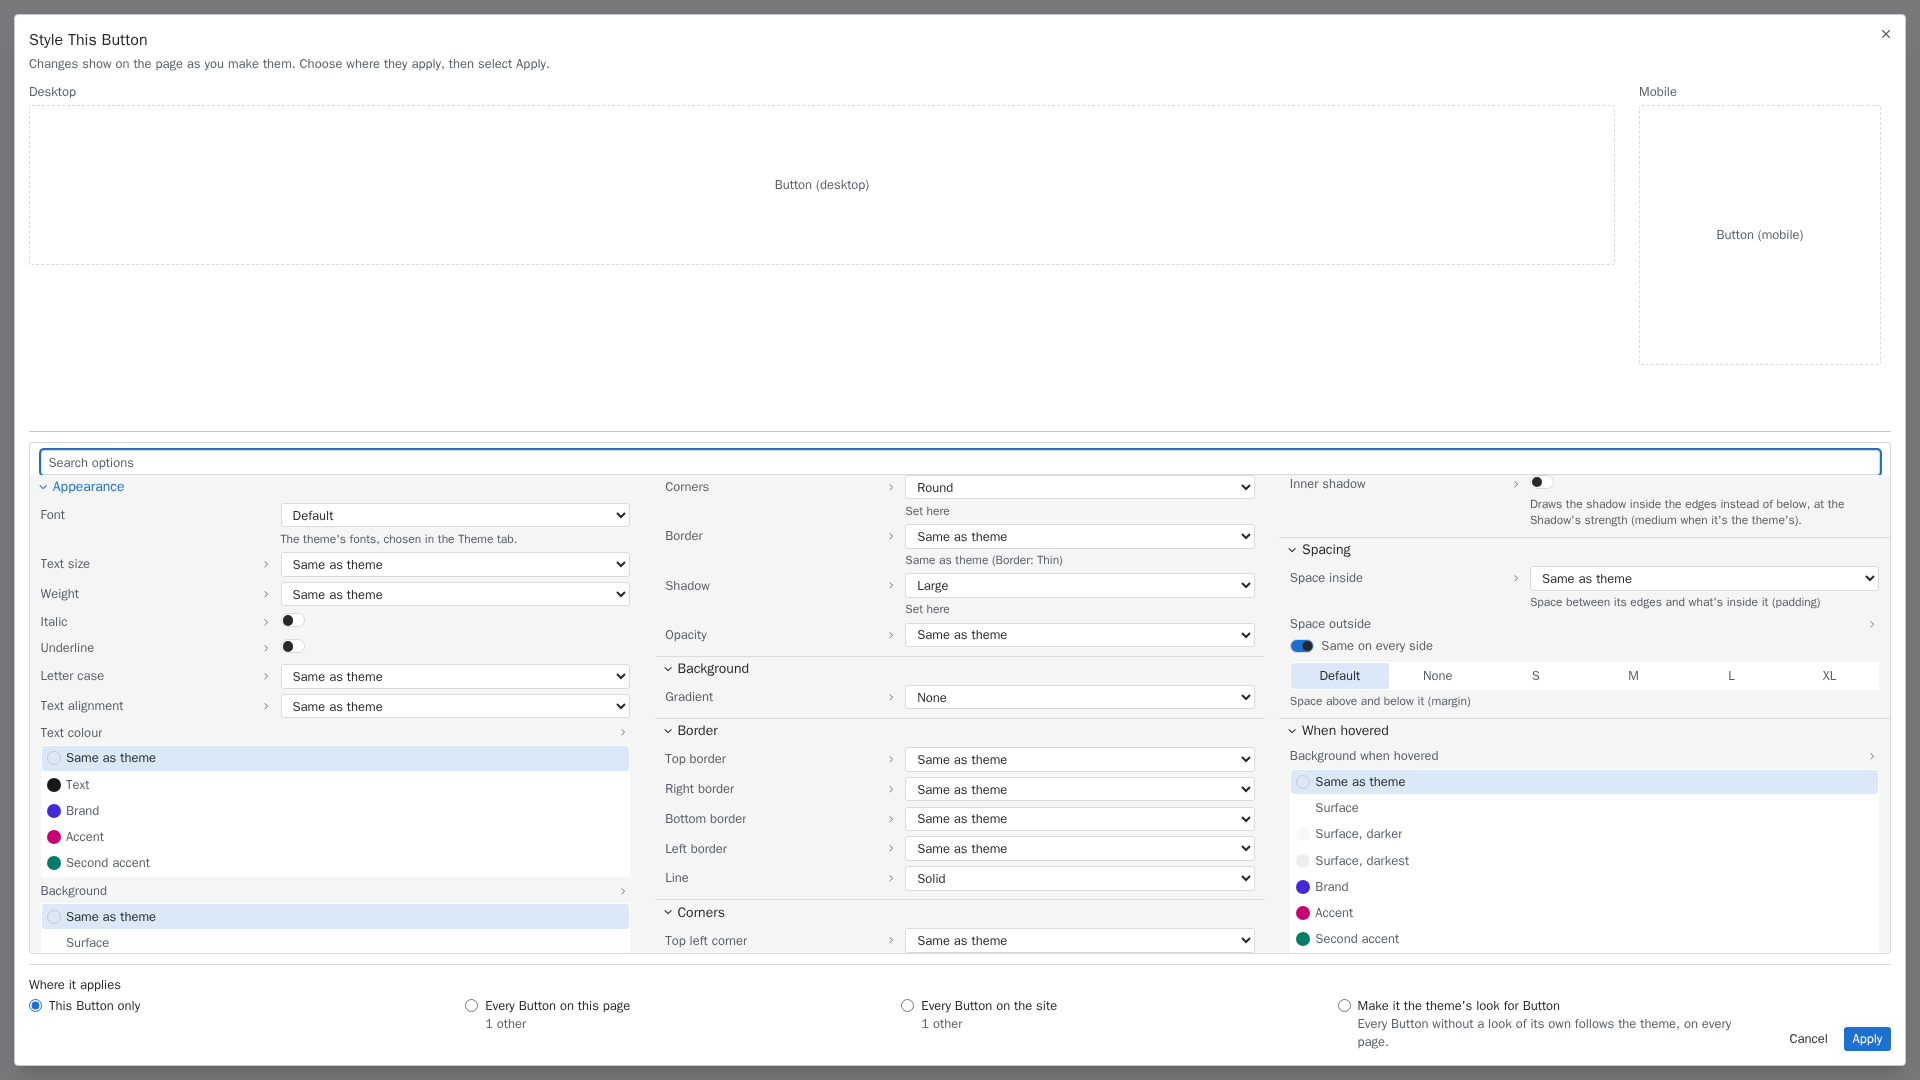 Style This Button
Changes show on the page as you make them. Choose where they apply, then select Apply.
Desktop
Mobile
Button (desktop)
Button (mobile)
Search options
Appearance
Font
Default
The theme's fonts, chosen in the Theme tab.
Text size
Same as theme
Weight
Same as theme
Italic
Underline
Letter case
Same as theme
Text alignment
Same as theme
Text colour
Same as theme
Text
Brand
Accent
Second accent
Background
Same as theme
Surface
Corners
Round
Set here
Border
Same as theme
Same as theme (Border: Thin)
Shadow
Large
Set here
Opacity
Same as theme
Background
Gradient
None
Border
Top border
Same as theme
Right border
Same as theme
Bottom border
Same as theme
Left border
Same as theme
Line
Solid
Corners
Top left corner
Same as theme
Inner shadow
Draws the shadow inside the edges instead of below, at the
Shadow's strength (medium when it's the theme's).
Spacing
Space inside
Same as theme
Space between its edges and what's inside it (padding)
Space outside
Same on every side
Default None S M L XL
Space above and below it (margin)
When hovered
Background when hovered
Same as theme
Surface
Surface, darker
Surface, darkest
Brand
Accent
Second accent
Where it applies
This Button only
Every Button on this page
1 other
Every Button on the site
1 other
Make it the theme's look for Button
Every Button without a look of its own follows the theme, on every
page.
Cancel
Apply